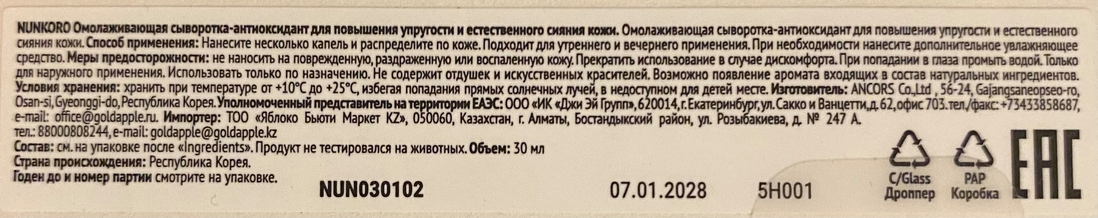 NUNKORO Омолаживающая сыворотка-антиоксидант для повышения упругости и естественного сияния кожи. Омолаживающая сыворотка-антиоксидант для повышения упругости и естественного
сияния кожи. Способ применения: Нанесите несколько капель и распределите по коже. Подходит для утреннего и вечернего применения. При необходимости нанесите дополнительное увлажняющее
средство. Меры предосторожности: не наносить на поврежденную, раздраженную или воспаленную кожу. Прекратить использование в случае дискомфорта. При попадании в глаза промыть водой. Только
для наружного применения. Использовать только по назначению. Не содержит отдушек и искусственных красителей. Возможно появление аромата входящих в состав натуральных ингредиентов.
Условия хранения: хранить при температуре от +10°C до +25°C, избегая попадания прямых солнечных лучей, в недоступном для детей месте. Изготовитель: ANCORS Co.,Ltd , 56-24, Gajangsaneopseo-ro,
Osan-si, Gyeonggi-do, Республика Корея. Уполномоченный представитель на территории ЕАЭС: ООО «ИК «Джи Эй Групп», 620014, г. Екатеринбург, ул. Сакко и Ванцетти, д. 62, офис 703. тел./факс: +73433858687,
e-mail: office@goldapple.ru. Импортер: ТОО «Яблоко Бьюти Маркет KZ», 050060, Казахстан, г. Алматы, Бостандыкский район, ул. Розыбакиева, д. № 247 А.
тел.: 88000808244, e-mail: goldapple@goldapple.kz
Состав: см. на упаковке после «Ingredients». Продукт не тестировался на животных. Объем: 30 мл
Страна происхождения: Республика Корея.
Годен до и номер партии смотрите на упаковке.
NUN030102 07.01.2028 5H001
C/Glass
Дроппер
PAP
Коробка
EAC